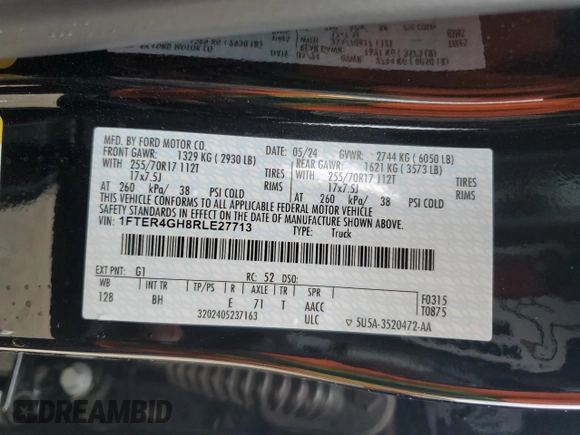 MFD. BY FORD MOTOR CO.
DATE: 05/24 GVWR: 2744 KG ( 6050 LB)
FRONT GAWR: 1329 KG ( 2930 LB)
REAR GAWR: 1621 KG ( 3573 LB)
WITH 255/70R17 112T
17x7.5J
AT 260 kPa/ 38 PSI COLD
WITH 255/70R17 112T
17x7.5J
AT 260 kPa/ 38 PSI COLD
THIS VEHICLE CONFORMS TO ALL APPLICABLE FEDERAL MOTOR VEHICLE
SAFETY AND THEFT PREVENTION STANDARDS IN EFFECT ON THE DATE OF MANUFACTURE SHOWN ABOVE.
VIN: 1FTER4GH8RLE27713
TYPE: Truck
EXT PNT: G1 RC: 52 DSO:
WB INT TR TP/PS R AXLE TR SPR
128 BH E 71 T AACC
ULC
F0315
T0875
3202405237163
5U5A-3520472-AA
DREAMBID